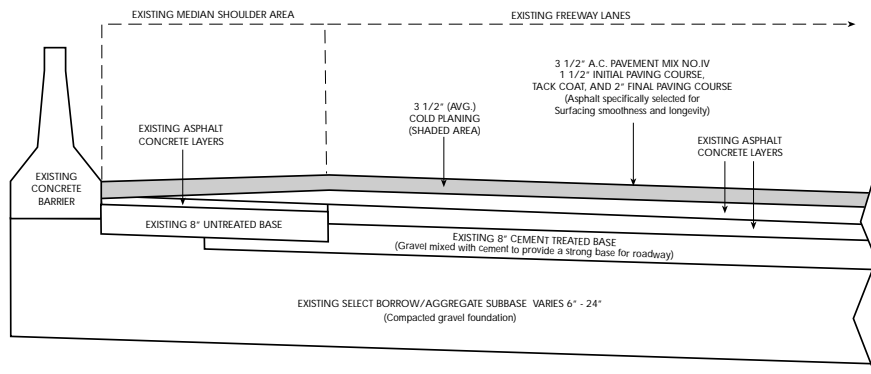 EXISTING MEDIAN SHOULDER AREA
EXISTING FREEWAY LANES
3 1/2" A.C. PAVEMENT MIX NO.IV
1 1/2" INITIAL PAVING COURSE,
TACK COAT, AND 2" FINAL PAVING COURSE
(Asphalt specifically selected for
Surfacing smoothness and longevity)
3 1/2" (AVG.)
COLD PLANING
(SHADED AREA)
EXISTING ASPHALT
CONCRETE LAYERS
EXISTING ASPHALT
CONCRETE LAYERS
EXISTING
CONCRETE
BARRIER
EXISTING 8" UNTREATED BASE
EXISTING 8" CEMENT TREATED BASE
(Gravel mixed with cement to provide a strong base for roadway)
EXISTING SELECT BORROW/AGGREGATE SUBBASE VARIES 6" - 24"
(Compacted gravel foundation)